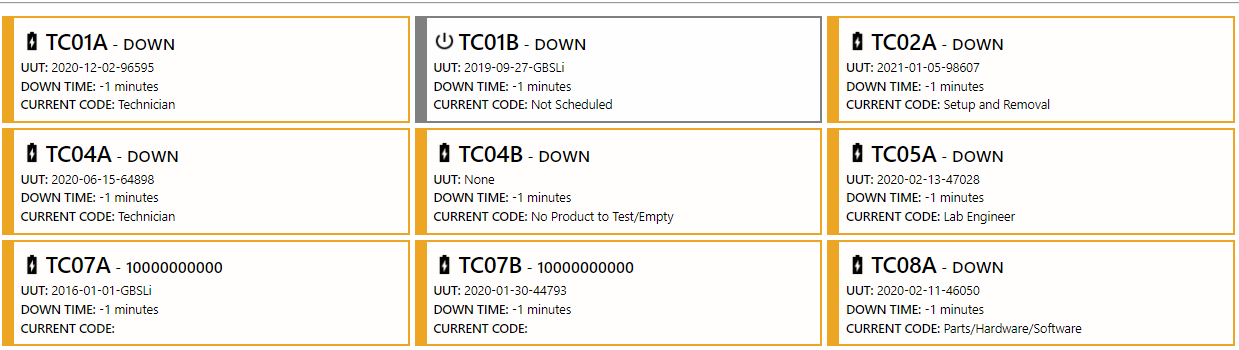 TC01A - DOWN
UUT: 2020-12-02-96595
DOWN TIME: -1 minutes
CURRENT CODE: Technician
TC01B - DOWN
UUT: 2019-09-27-GBSLi
DOWN TIME: -1 minutes
CURRENT CODE: Not Scheduled
TC02A - DOWN
UUT: 2021-01-05-98607
DOWN TIME: -1 minutes
CURRENT CODE: Setup and Removal
TC04A - DOWN
UUT: 2020-06-15-64898
DOWN TIME: -1 minutes
CURRENT CODE: Technician
TC04B - DOWN
UUT: None
DOWN TIME: -1 minutes
CURRENT CODE: No Product to Test/Empty
TC05A - DOWN
UUT: 2020-02-13-47028
DOWN TIME: -1 minutes
CURRENT CODE: Lab Engineer
TC07A - 10000000000
UUT: 2016-01-01-GBSLi
DOWN TIME: -1 minutes
CURRENT CODE:
TC07B - 10000000000
UUT: 2020-01-30-44793
DOWN TIME: -1 minutes
CURRENT CODE:
TC08A - DOWN
UUT: 2020-02-11-46050
DOWN TIME: -1 minutes
CURRENT CODE: Parts/Hardware/Software